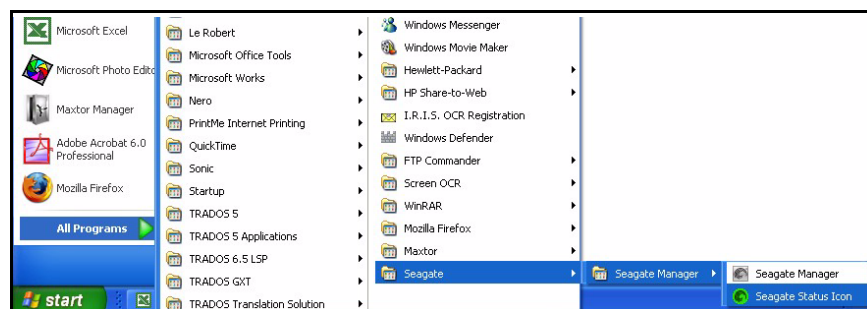 Microsoft Excel
Microsoft Photo Edito
Maxtor Manager
Adobe Acrobat 6.0
Professional
Mozilla Firefox
All Programs
start
Le Robert
Microsoft Office Tools
Microsoft Works
Nero
PrintMe Internet Printing
QuickTime
Sonic
Startup
TRADOS 5
TRADOS 5 Applications
TRADOS 6.5 LSP
TRADOS GXT
TRADOS Translation Solution
Windows Messenger
Windows Movie Maker
Hewlett-Packard
HP Share-to-Web
I.R.I.S. OCR Registration
Windows Defender
FTP Commander
Screen OCR
WinRAR
Mozilla Firefox
Maxtor
Seagate
Seagate Manager
Seagate Manager
Seagate Status Icon